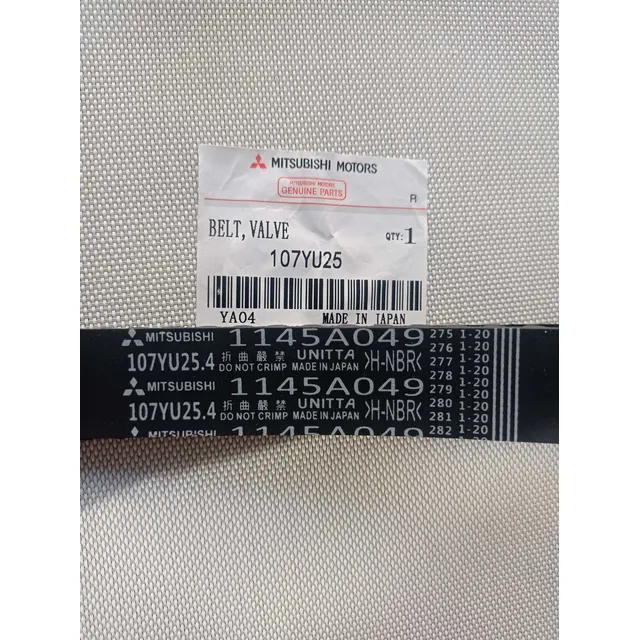 MITSUBISHI MOTORS
MITSUBISHI MOTORS
GENUINE PARTS
R
BELT,VALVE
QTY:1
107YU25
YA04
MADE IN JAPAN
MITSUBISHI 1145A049 275 1-20
276 1-20
107YU25.4 折曲嚴禁 DO NOT CRIMP UNITTA MADE IN JAPAN >H-NBR< 277 1-20
278 1-20
MITSUBISHI 1145A049 279 1-20
280 1-20
107YU25.4 折曲嚴禁 DO NOT CRIMP UNITTA MADE IN JAPAN >H-NBR< 281 1-20
MITSUBISHI 1145A049 282 1-20